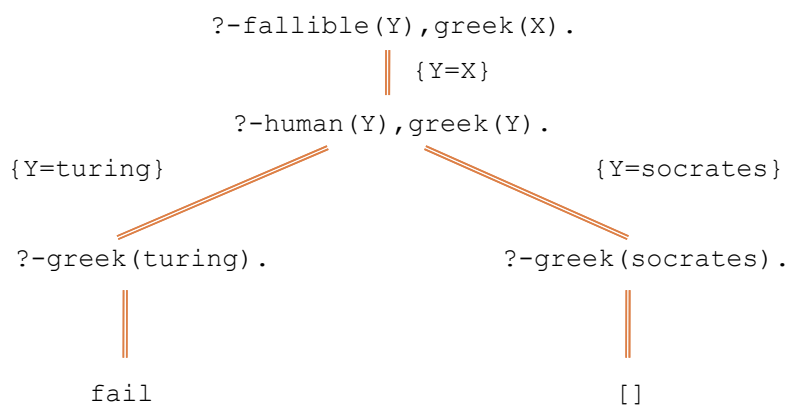 ?-fallible(Y),greek(X).
{Y=X}
?-human(Y),greek(Y).
{Y=turing}
{Y=socrates}
?-greek(turing).
?-greek(socrates).
fail
[]